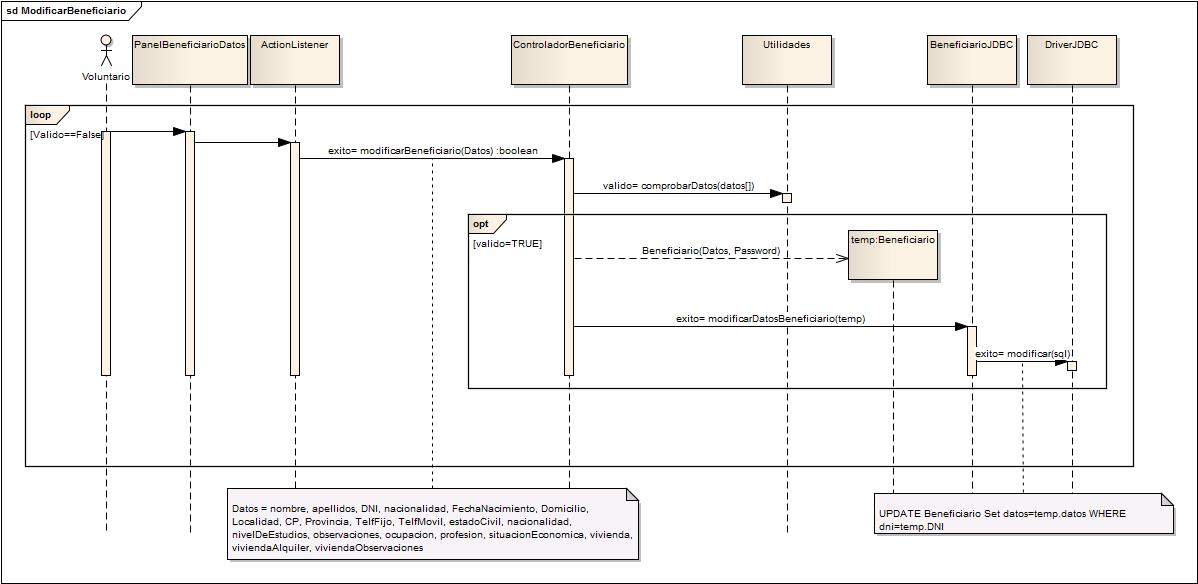 sd ModificarBeneficiario
Voluntario
PanelBeneficiarioDatos
ActionListener
ControladorBeneficiario
Utilidades
BeneficiarioJDBC
DriverJDBC
loop
[Valido==False]
exito= modificarBeneficiario(Datos) :boolean
valido= comprobarDatos(datos[])
opt
[valido=TRUE]
temp:Beneficiario
Beneficiario(Datos, Password)
exito= modificarDatosBeneficiario(temp)
exito= modificar(sql)
Datos = nombre, apellidos, DNI, nacionalidad, FechaNacimiento, Domicilio,
Localidad, CP, Provincia, TelfFijo, TelfMovil, estadoCivil, nacionalidad,
nivelDeEstudios, observaciones, ocupacion, profesion, situacionEconomica, vivienda,
viviendaAlquiler, viviendaObservaciones
UPDATE Beneficiario Set datos=temp.datos WHERE
dni=temp.DNI